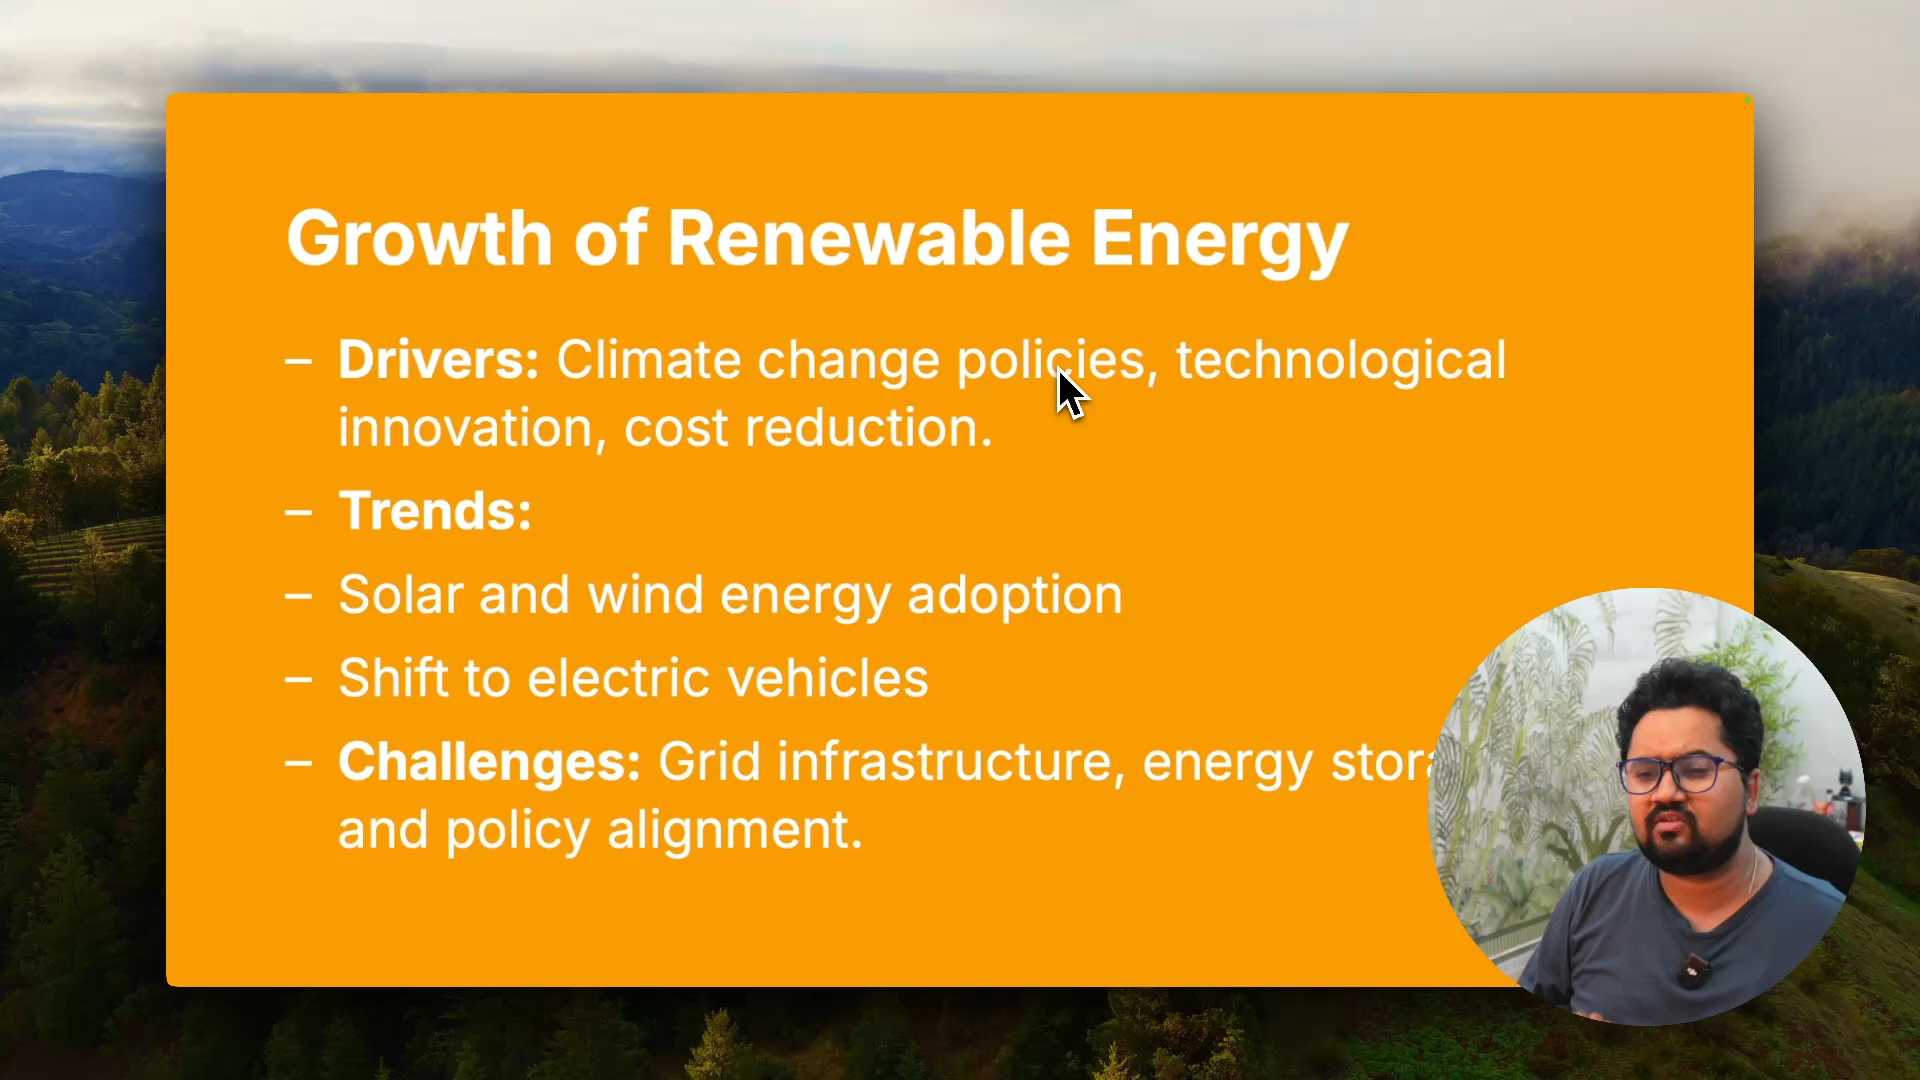 Growth of Renewable Energy
– Drivers: Climate change policies, technological
innovation, cost reduction.
– Trends:
– Solar and wind energy adoption
– Shift to electric vehicles
– Challenges: Grid infrastructure, energy
and policy alignment.